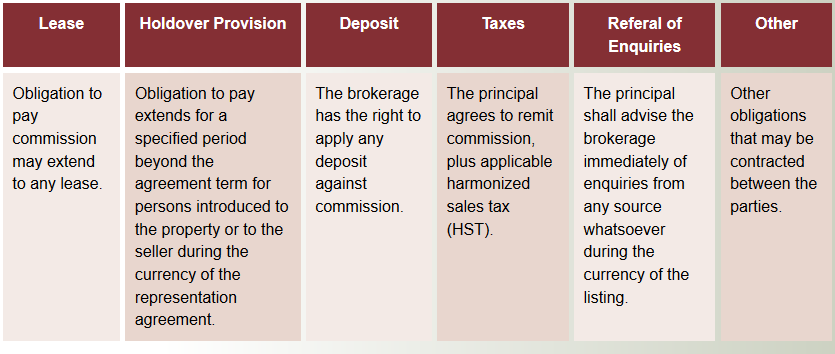 Lease
Holdover Provision
Deposit
Taxes
Referal of
Enquiries
Other
Obligation to
pay
commission
may extend
to any lease.
Obligation to pay
extends for a
specified period
beyond the
agreement term for
persons introduced to
the property or to the
seller during the
currency of the
representation
agreement.
The brokerage
has the right to
apply any
deposit
against
commission.
The principal
agrees to remit
commission,
plus applicable
harmonized
sales tax
(HST).
The principal
shall advise the
brokerage
immediately of
enquiries from
any source
whatsoever
during the
currency of the
listing.
Other
obligations
that may be
contracted
between the
parties.